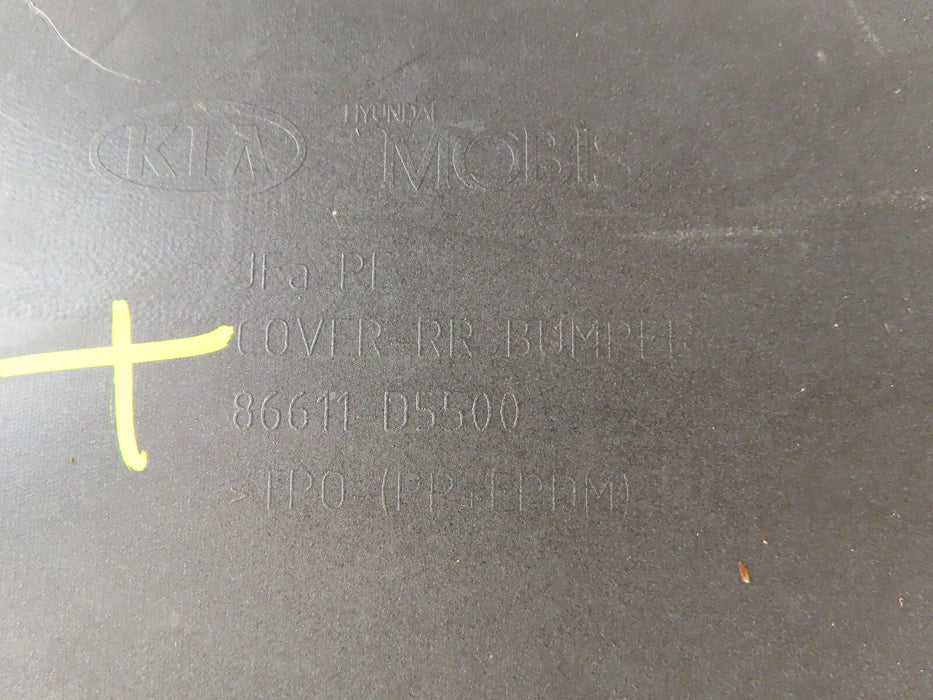 KIA
HYUNDAI
MOBIS
JFa PE
COVER-RR BUMPER
86611-D5500
>TPO (PP+EPDM)